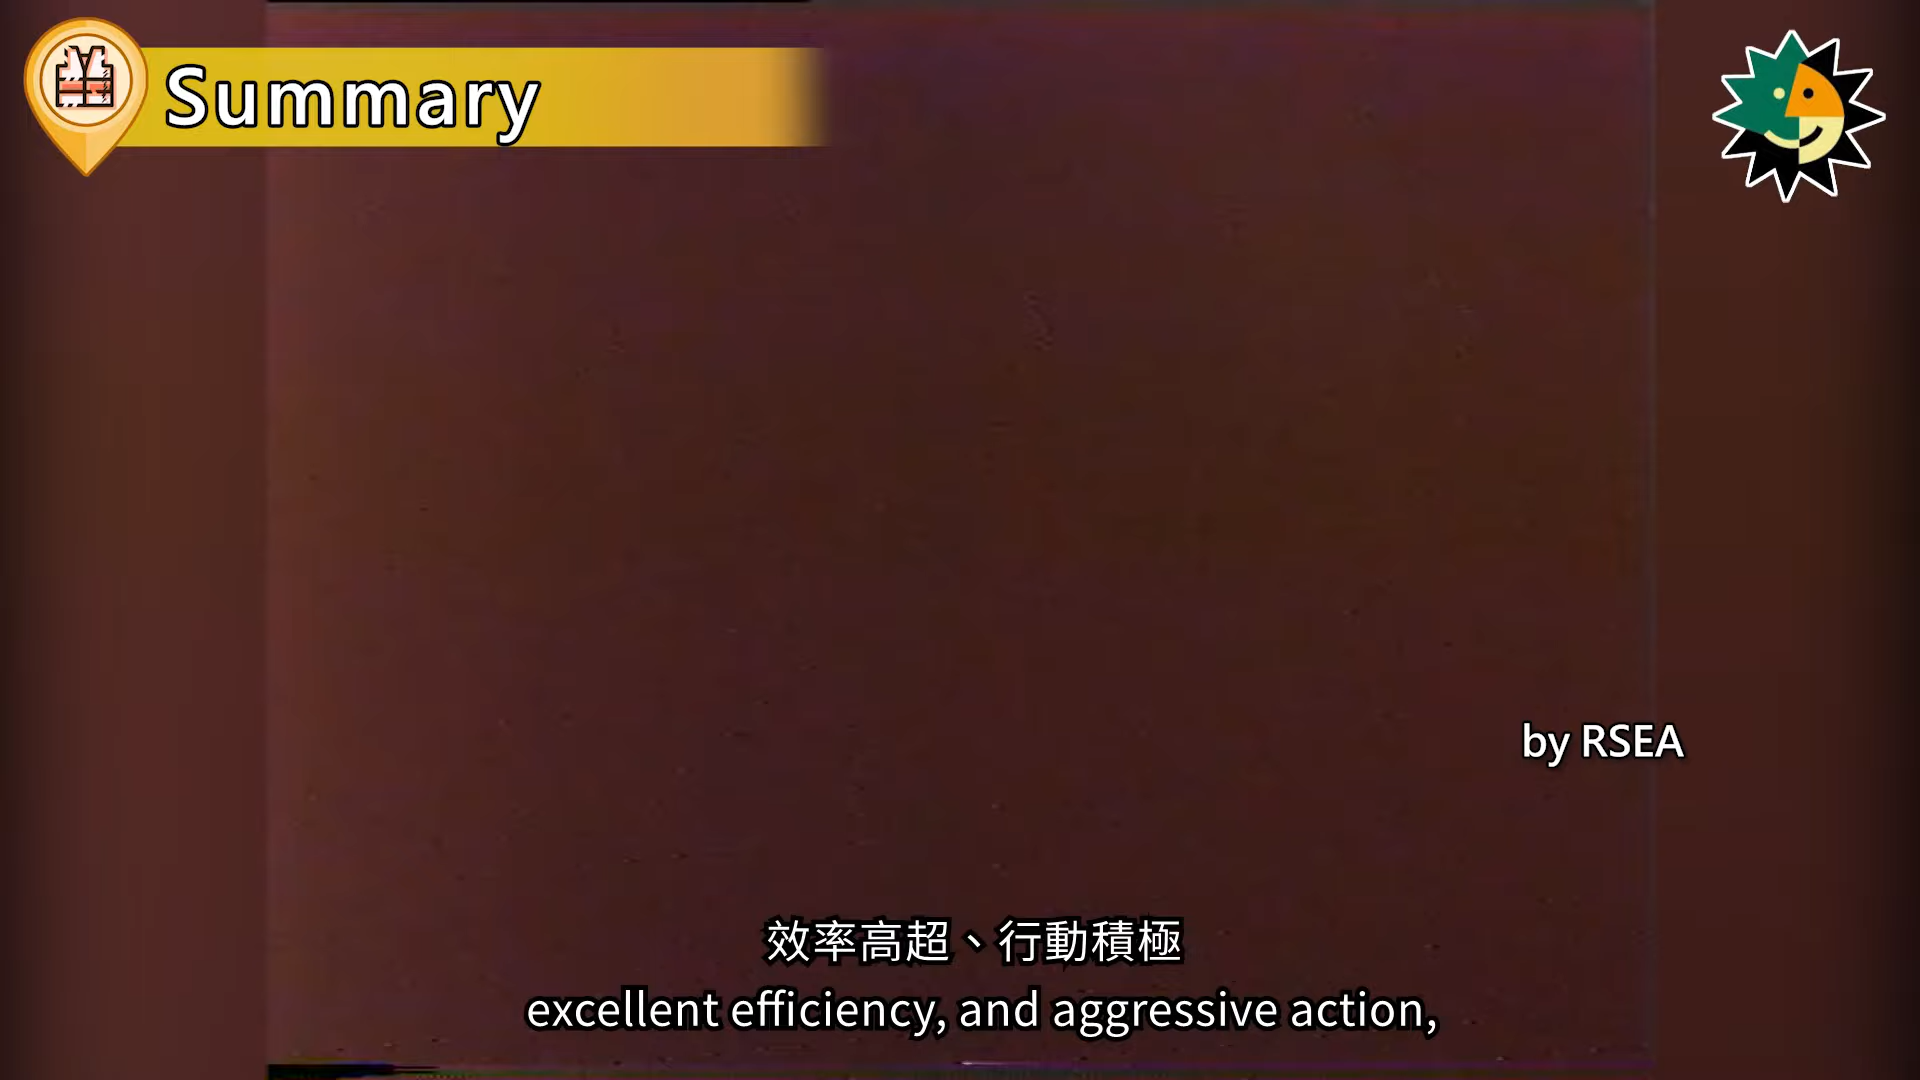 Summary
by RSEA
效率高超、行動積極
excellent efficiency, and aggressive action,